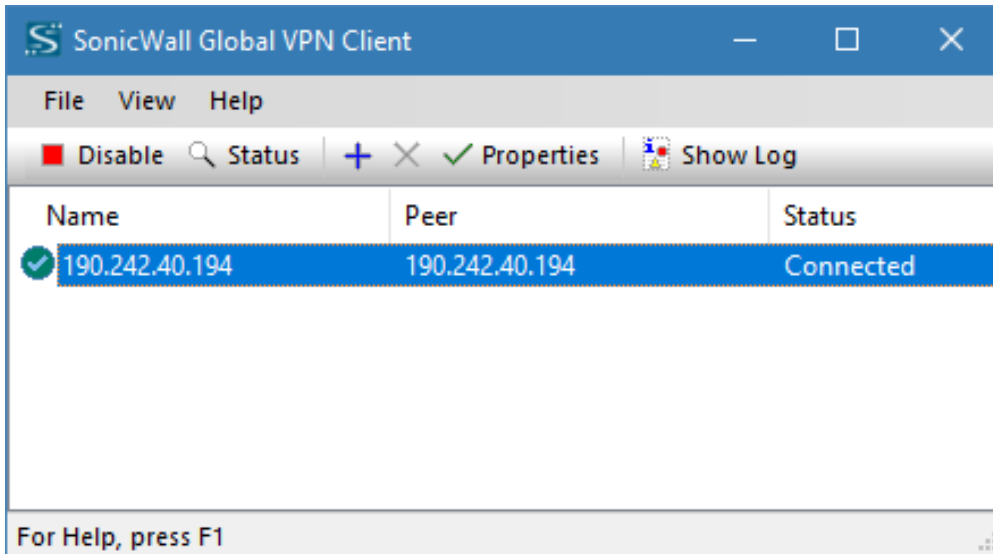 SonicWall Global VPN Client
File View Help
Disable Status Properties Show Log
Name Peer Status
190.242.40.194 190.242.40.194 Connected
For Help, press F1